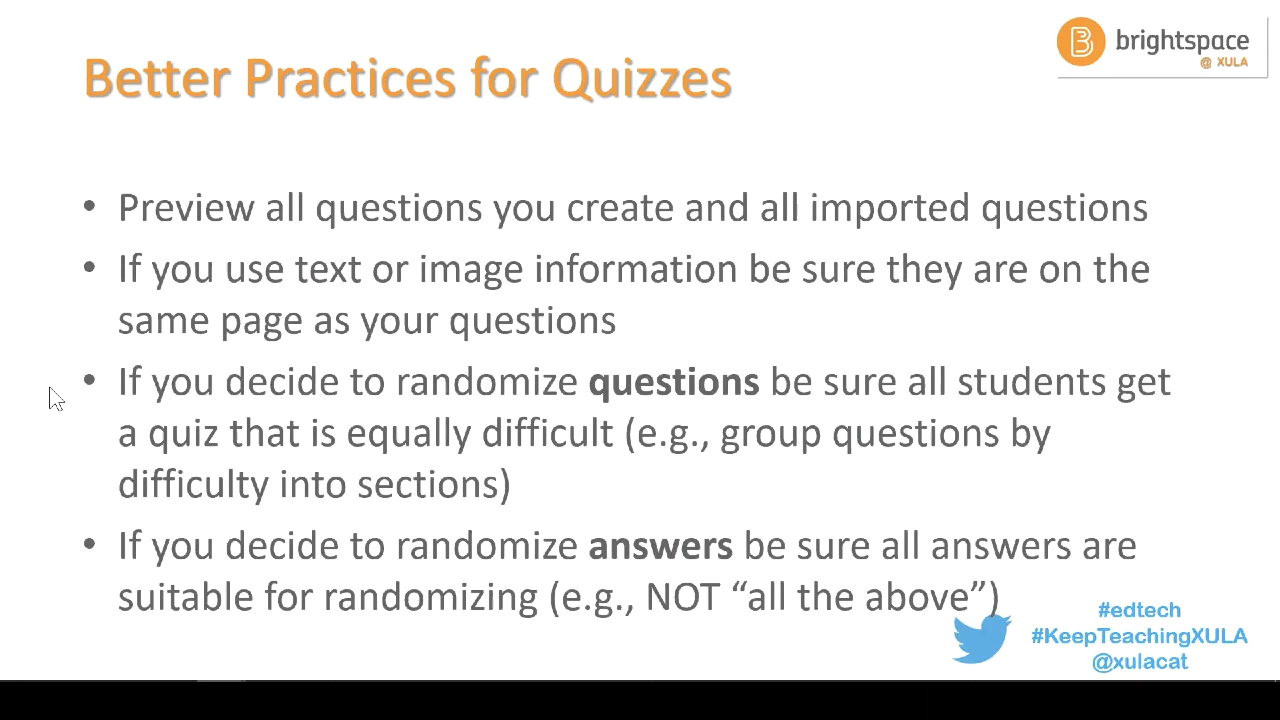 Better Practices for Quizzes
brightspace
@ XULA
• Preview all questions you create and all imported questions
• If you use text or image information be sure they are on the
same page as your questions
• If you decide to randomize questions be sure all students get
a quiz that is equally difficult (e.g., group questions by
difficulty into sections)
• If you decide to randomize answers be sure all answers are
suitable for randomizing (e.g., NOT “all the above”)
#edtech
#KeepTeachingXULA
@xulacat